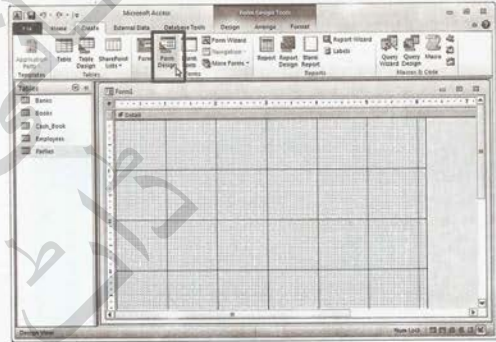 Microsoft Access
Form Design Tools
File Home Create External Data Database Tools Design Arrange Format
Application Parts Table Table Design SharePoint Lists Form Form Design Blank Form Form Wizard Navigation More Forms Report Report Design Blank Report Report Wizard Labels Query Wizard Query Design Macro
Templates Tables Forms Reports Macros & Code
Tables
Form1
Detail
Banks
Books
Cash_Book
Employees
Parties
Design View
Num Lock